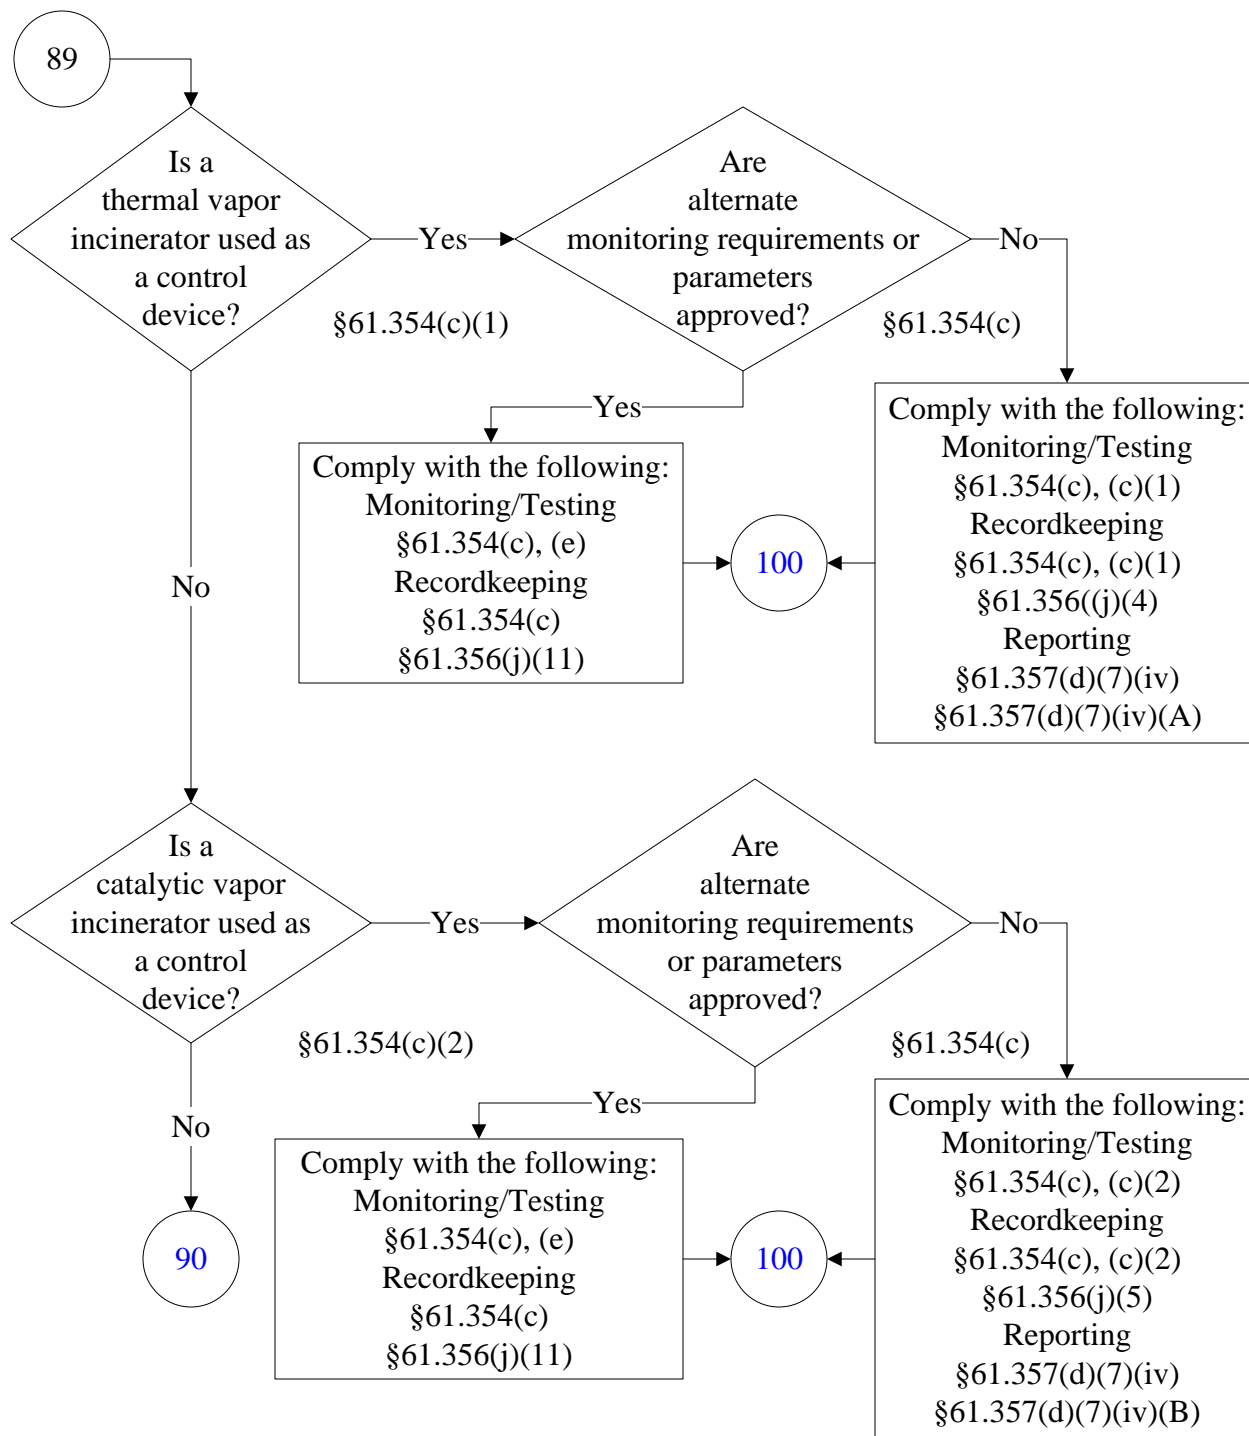 89
Is a
thermal vapor
incinerator used as
a control
device?
Yes
§61.354(c)(1)
Are
alternate
monitoring requirements or
parameters
approved?
No
§61.354(c)
Yes
Comply with the following:
Monitoring/Testing
§61.354(c), (e)
Recordkeeping
§61.354(c)
§61.356(j)(11)
100
Comply with the following:
Monitoring/Testing
§61.354(c), (c)(1)
Recordkeeping
§61.354(c), (c)(1)
§61.356((j)(4)
Reporting
§61.357(d)(7)(iv)
§61.357(d)(7)(iv)(A)
No
Is a
catalytic vapor
incinerator used as
a control
device?
Yes
§61.354(c)(2)
Are
alternate
monitoring requirements
or parameters
approved?
No
§61.354(c)
Yes
No
90
Comply with the following:
Monitoring/Testing
§61.354(c), (e)
Recordkeeping
§61.354(c)
§61.356(j)(11)
100
Comply with the following:
Monitoring/Testing
§61.354(c), (c)(2)
Recordkeeping
§61.354(c), (c)(2)
§61.356(j)(5)
Reporting
§61.357(d)(7)(iv)
§61.357(d)(7)(iv)(B)